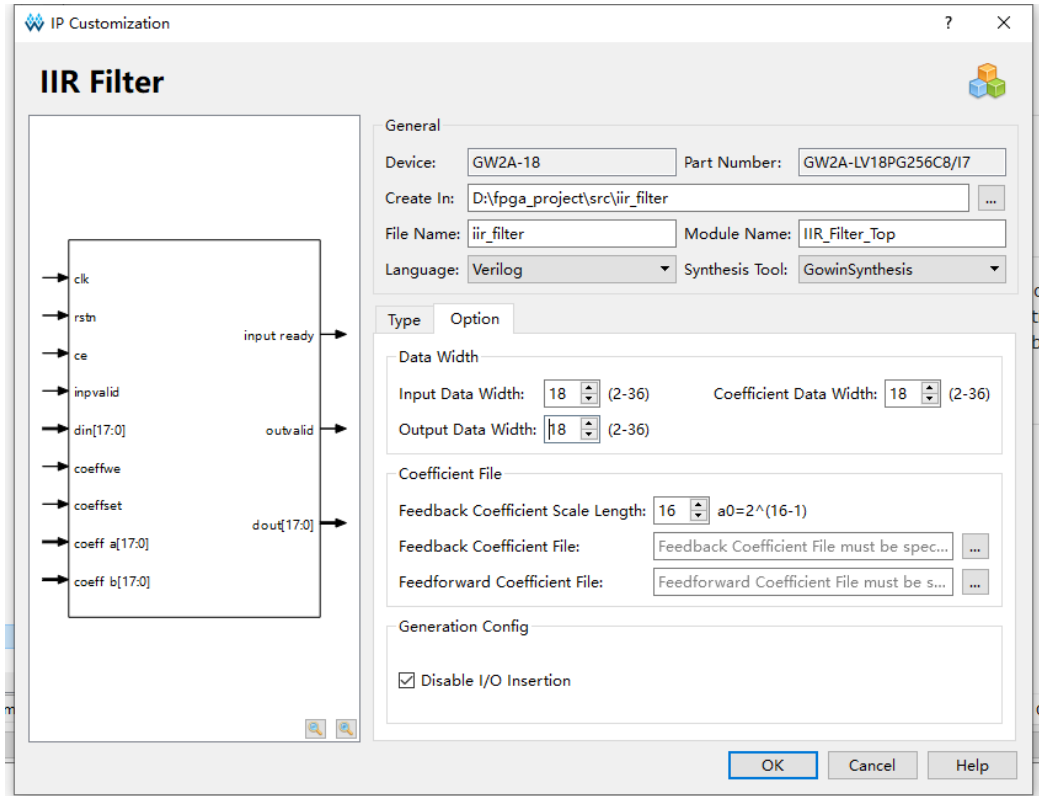 IP Customization ? ×
IIR Filter
clk
rstn
ce
inpvalid
din[17:0]
coeffwe
coeffset
coeff a[17:0]
coeff b[17:0]
input ready
outvalid
dout[17:0]
General
Device: GW2A-18 Part Number: GW2A-LV18PG256C8/I7
Create In: D:\fpga_project\src\iir_filter ...
File Name: iir_filter Module Name: IIR_Filter_Top
Language: Verilog Synthesis Tool: GowinSynthesis
Type Option
Data Width
Input Data Width: 18 (2-36) Coefficient Data Width: 18 (2-36)
Output Data Width: 18 (2-36)
Coefficient File
Feedback Coefficient Scale Length: 16 a0=2^(16-1)
Feedback Coefficient File: Feedback Coefficient File must be spec... ...
Feedforward Coefficient File: Feedforward Coefficient File must be s... ...
Generation Config
Disable I/O Insertion
OK Cancel Help